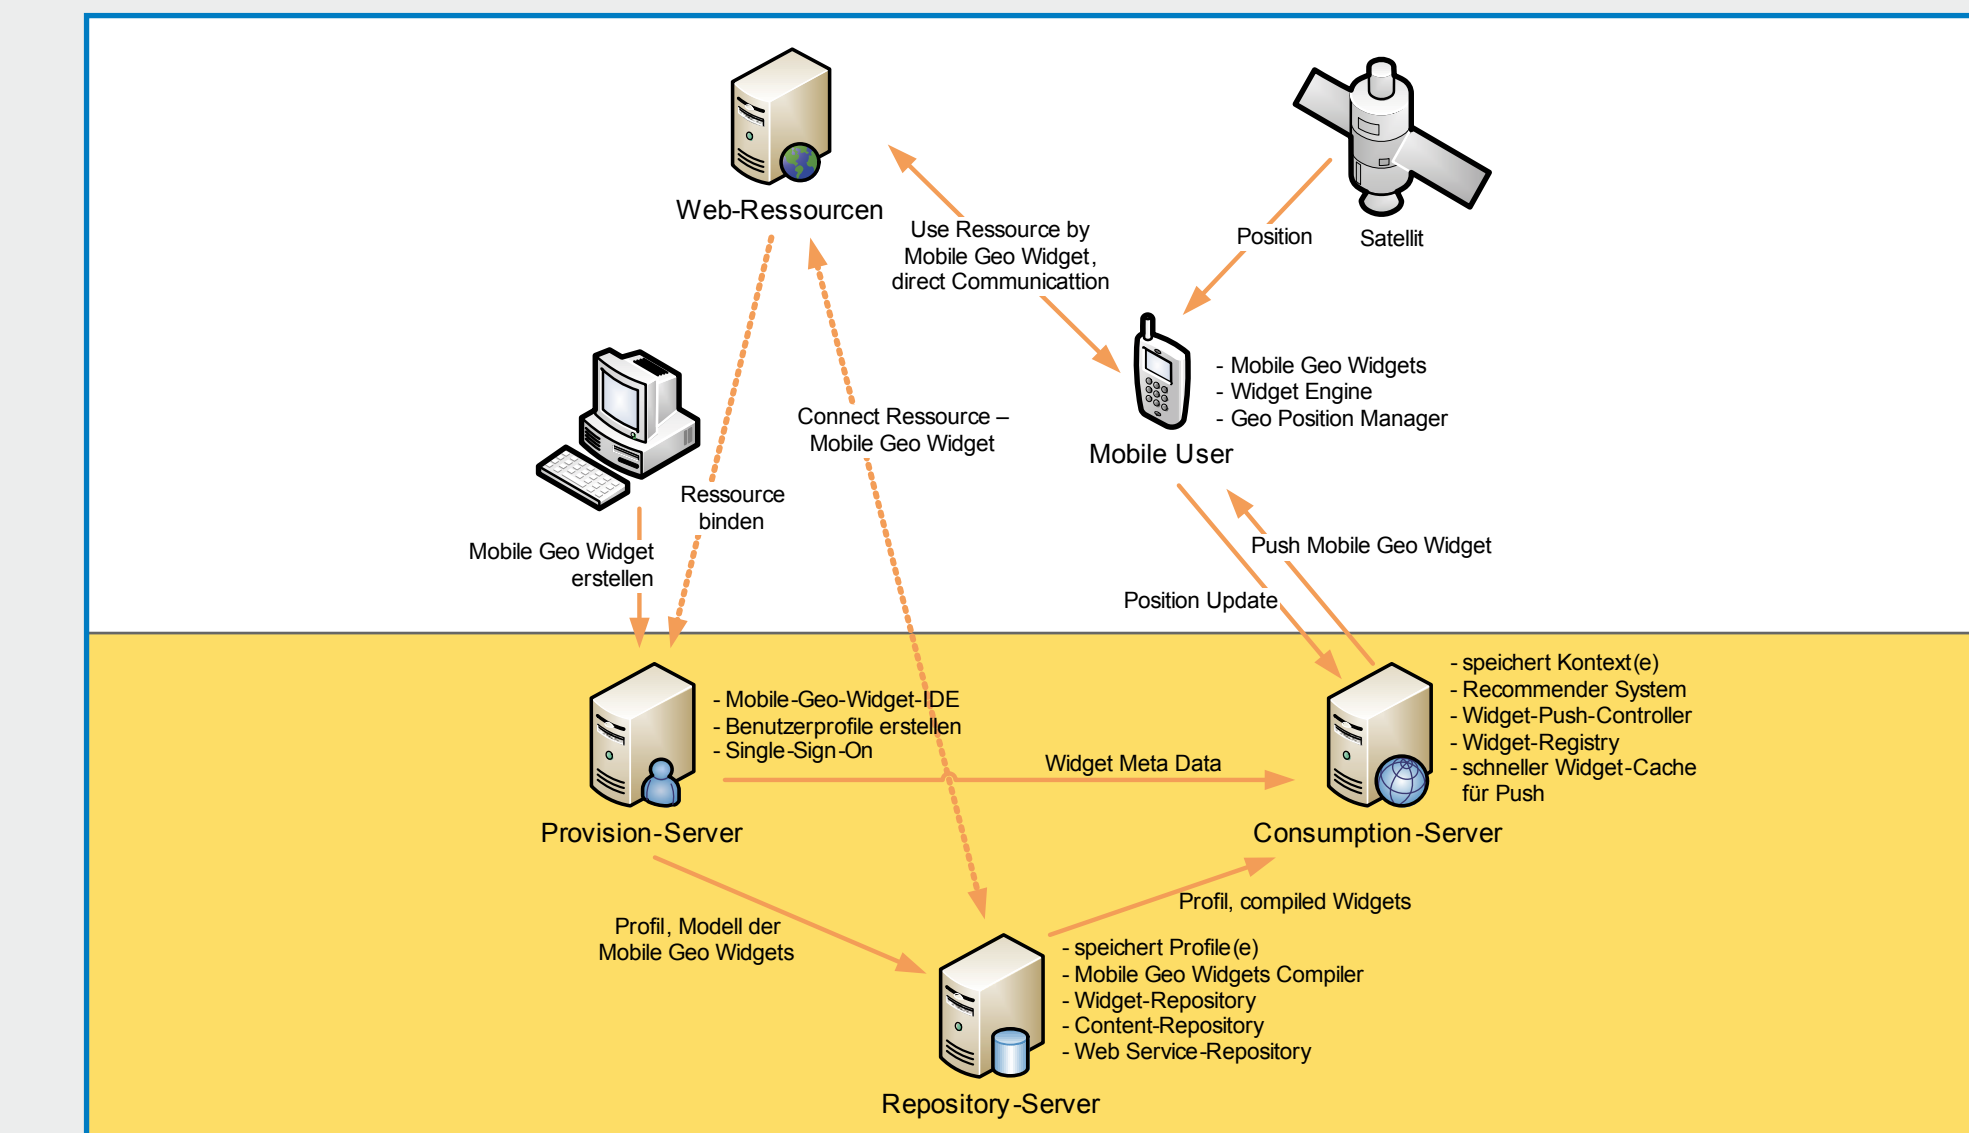 Web-Ressourcen
Use Ressource by
Mobile Geo Widget,
direct Communicattion
Position
Satellit
- Mobile Geo Widgets
- Widget Engine
- Geo Position Manager
Mobile User
Connect Ressource –
Mobile Geo Widget
Ressource
binden
Mobile Geo Widget
erstellen
Push Mobile Geo Widget
Position Update
- Mobile-Geo-Widget-IDE
- Benutzerprofile erstellen
- Single-Sign-On
Provision-Server
Widget Meta Data
- speichert Kontext(e)
- Recommender System
- Widget-Push-Controller
- Widget-Registry
- schneller Widget-Cache
für Push
Consumption-Server
Profil, Modell der
Mobile Geo Widgets
Profil, compiled Widgets
- speichert Profile(e)
- Mobile Geo Widgets Compiler
- Widget-Repository
- Content-Repository
- Web Service-Repository
Repository-Server